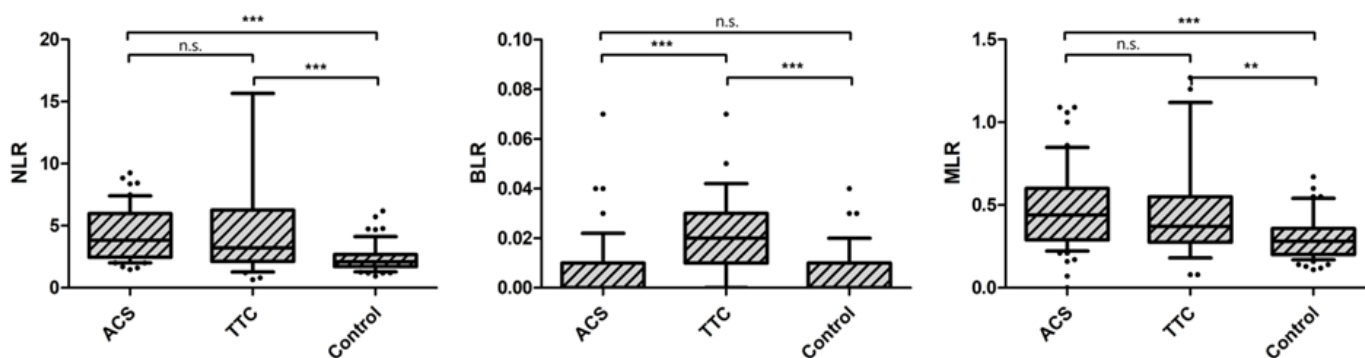 ***
n.s.
***
NLR
20
15
10
5
0
ACS
TTC
Control
n.s.
***
***
BLR
0.10
0.08
0.06
0.04
0.02
0.00
ACS
TTC
Control
***
n.s.
**
MLR
1.5
1.0
0.5
0.0
ACS
TTC
Control